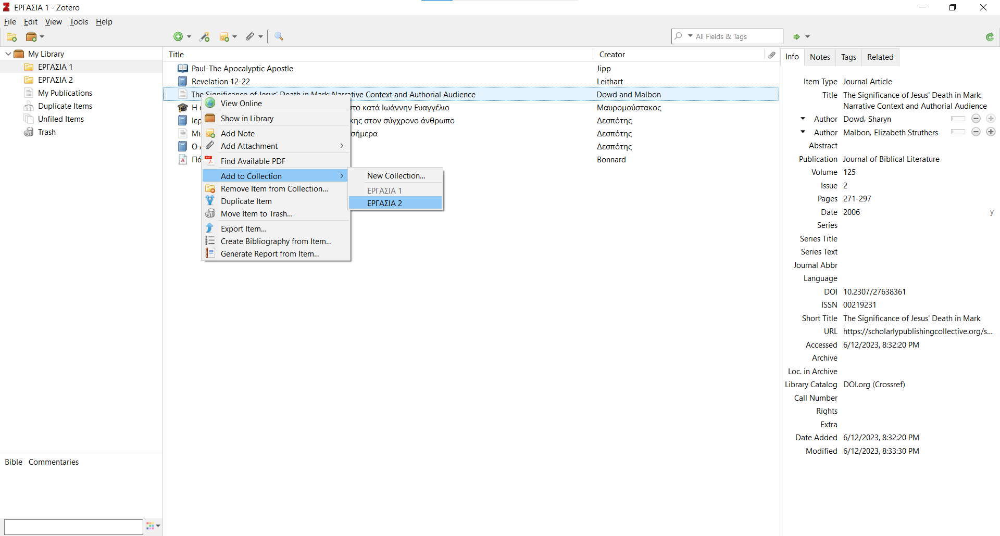 ΕΡΓΑΣΙΑ 1 - Zotero
File Edit View Tools Help
All Fields & Tags
My Library
ΕΡΓΑΣΙΑ 1
ΕΡΓΑΣΙΑ 2
My Publications
Duplicate Items
Unfiled Items
Trash
Bible Commentaries
Title Creator
Paul-The Apocalyptic Apostle Jipp
Revelation 12-22 Leithart
The Significance of Jesus' Death in Mark: Narrative Context and Authorial Audience Dowd and Malbon
Η στο κατά Ιωάννην Ευαγγέλιο Μαυρομούστακος
Ιερ κης στον σύγχρονο άνθρωπο Δεσπότης
Μι σήμερα Δεσπότης
Ο Δεσπότης
Πά Bonnard
View Online
Show in Library
Add Note
Add Attachment
Find Available PDF
Add to Collection
Remove Item from Collection...
Duplicate Item
Move Item to Trash...
Export Item...
Create Bibliography from Item...
Generate Report from Item...
New Collection...
ΕΡΓΑΣΙΑ 1
ΕΡΓΑΣΙΑ 2
Info Notes Tags Related
Item Type Journal Article
Title The Significance of Jesus' Death in Mark:
Narrative Context and Authorial Audience
Author Dowd, Sharyn
Author Malbon, Elizabeth Struthers
Abstract
Publication Journal of Biblical Literature
Volume 125
Issue 2
Pages 271-297
Date 2006 y
Series
Series Title
Series Text
Journal Abbr
Language
DOI 10.2307/27638361
ISSN 00219231
Short Title The Significance of Jesus' Death in Mark
URL https://scholarlypublishingcollective.org/s...
Accessed 6/12/2023, 8:32:20 PM
Archive
Loc. in Archive
Library Catalog DOI.org (Crossref)
Call Number
Rights
Extra
Date Added 6/12/2023, 8:32:20 PM
Modified 6/12/2023, 8:33:30 PM